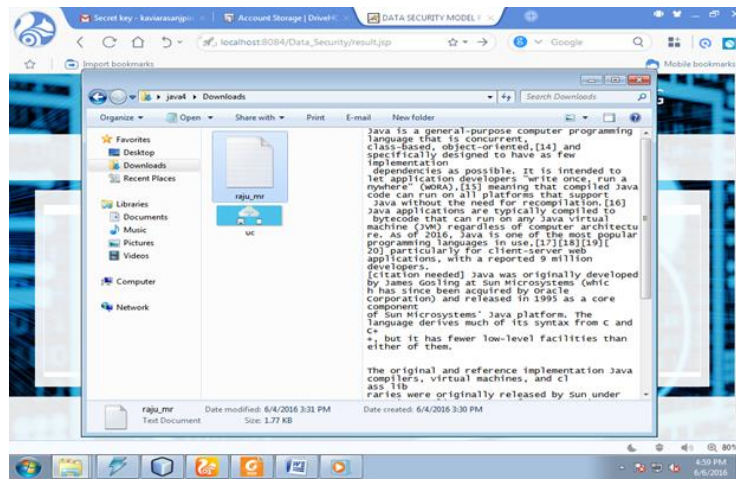 Secret key - kaviarasanjpin
Account Storage | DriveHQ
DATA SECURITY MODEL F
localhost:8084/Data_Security/result.jsp
Google
Import bookmarks
Mobile bookmarks
java4 ▸ Downloads
Search Downloads
Organize
Open
Share with
Print
E-mail
New folder
Favorites
Desktop
Downloads
Recent Places
Libraries
Documents
Music
Pictures
Videos
Computer
Network
raju_mr
uc
Java is a general-purpose computer programming
language that is concurrent,
class-based, object-oriented,[14] and
specifically designed to have as few
implementation
dependencies as possible. It is intended to
let application developers "write once, run a
nywhere" (WORA),[15] meaning that compiled Java
code can run on all platforms that support
Java without the need for recompilation.[16]
Java applications are typically compiled to
bytecode that can run on any Java virtual
machine (JVM) regardless of computer architectu
re. As of 2016, Java is one of the most popular
programming languages in use,[17][18][19][
20] particularly for client-server web
applications, with a reported 9 million
developers.
[citation needed] Java was originally developed
by James Gosling at Sun Microsystems (whic
h has since been acquired by Oracle
Corporation) and released in 1995 as a core
component
of Sun Microsystems' Java platform. The
language derives much of its syntax from C and
C+
+, but it has fewer low-level facilities than
either of them.
The original and reference implementation Java
compilers, virtual machines, and cl
ass lib
raries were originally released by Sun under
raju_mr
Date modified: 6/4/2016 3:31 PM
Date created: 6/4/2016 3:30 PM
Text Document
Size: 1.77 KB
80%
4:59 PM
6/6/2016